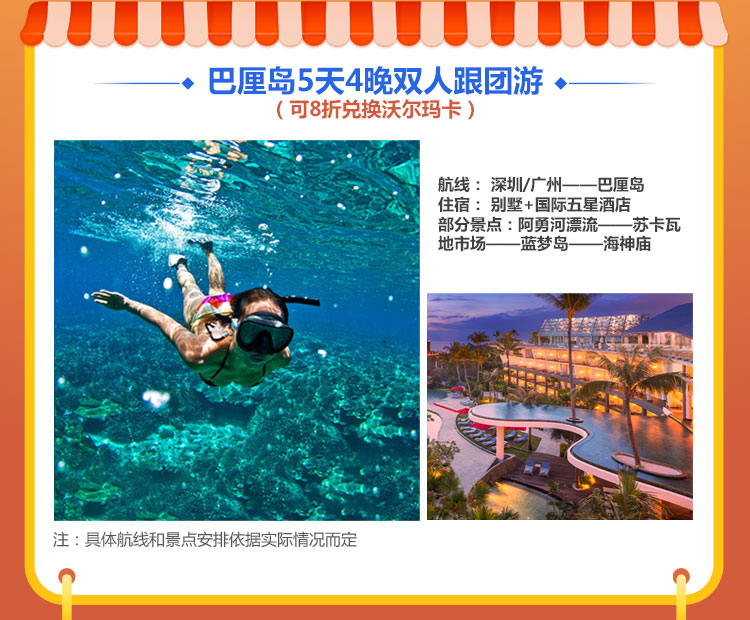 巴厘岛5天4晚双人跟团游
（可8折兑换沃尔玛卡）
航线： 深圳/广州——巴厘岛
住宿： 别墅+国际五星酒店
部分景点：阿勇河漂流——苏卡瓦
地市场——蓝梦岛——海神庙
注：具体航线和景点安排依据实际情况而定